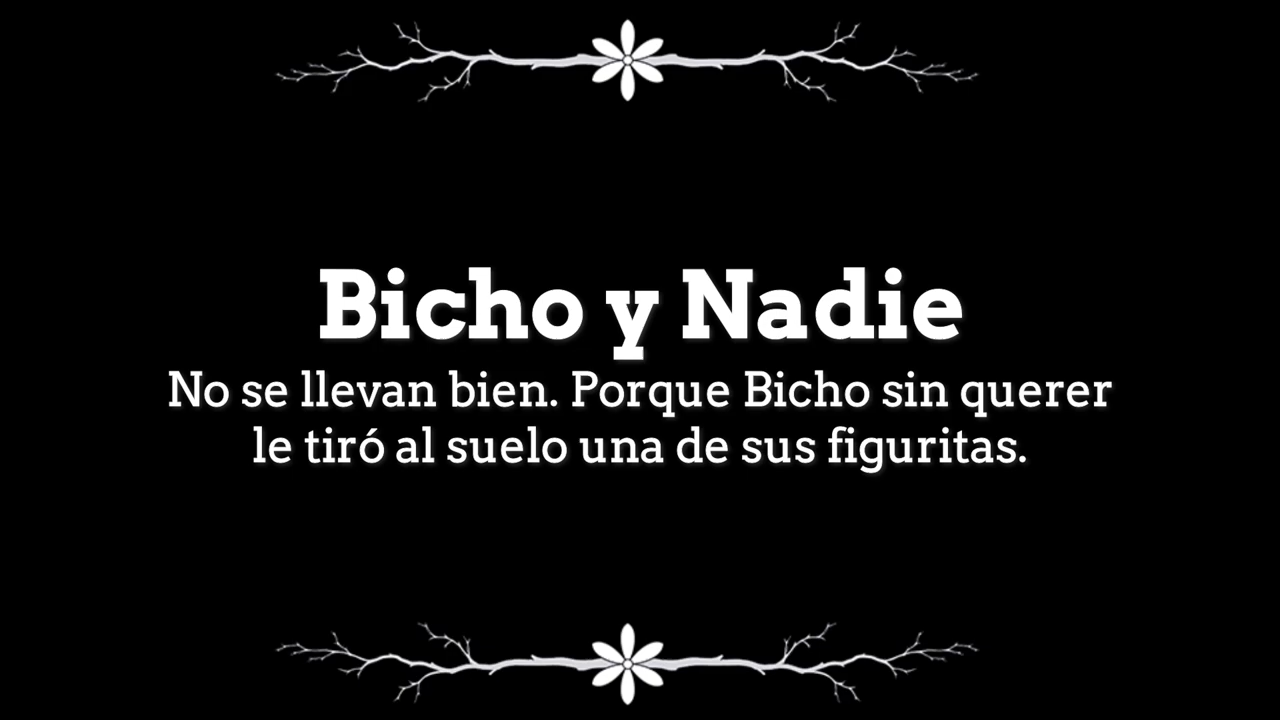 Bicho y Nadie
No se llevan bien. Porque Bicho sin querer
le tiró al suelo una de sus figuritas.